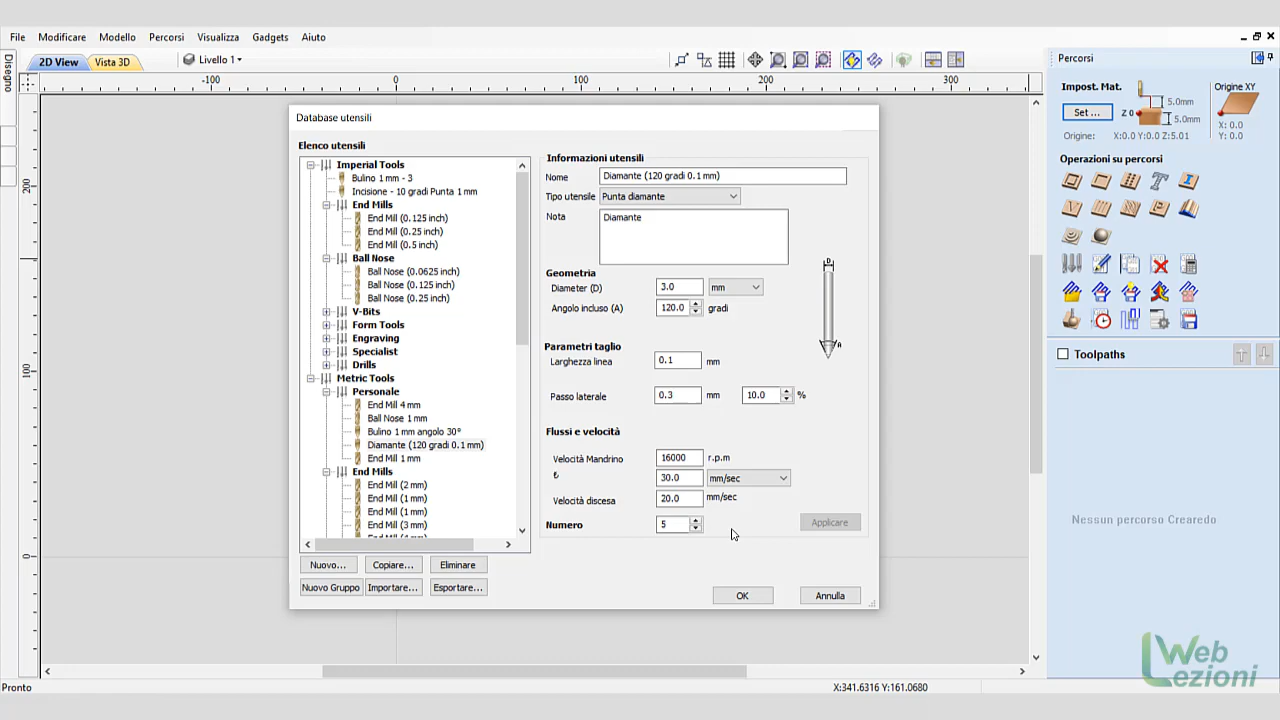 File Modificare Modello Percorsi Visualizza Gadgets Aiuto
2D View Vista 3D Livello 1
Disegno
-100 0 100 200 300
200
100
0
Database utensili
Elenco utensili
Imperial Tools
Bulino 1 mm - 3
Incisione - 10 gradi Punta 1 mm
End Mills
End Mill (0.125 inch)
End Mill (0.25 inch)
End Mill (0.5 inch)
Ball Nose
Ball Nose (0.0625 inch)
Ball Nose (0.125 inch)
Ball Nose (0.25 inch)
V-Bits
Form Tools
Engraving
Specialist
Drills
Metric Tools
Personale
End Mill 4 mm
Ball Nose 1 mm
Bulino 1 mm angolo 30°
Diamante (120 gradi 0.1 mm)
End Mill 1 mm
End Mills
End Mill (2 mm)
End Mill (1 mm)
End Mill (1 mm)
End Mill (3 mm)
Nuovo... Copiare... Eliminare
Nuovo Gruppo Importare... Esportare...
Informazioni utensili
Nome Diamante (120 gradi 0.1 mm)
Tipo utensile Punta diamante
Nota Diamante
Geometria
Diameter (D) 3.0 mm
Angolo incluso (A) 120.0 gradi
D
A
Parametri taglio
Larghezza linea 0.1 mm
Passo laterale 0.3 mm 10.0 %
Flussi e velocità
Velocità Mandrino 16000 r.p.m
₺ 30.0 mm/sec
Velocità discesa 20.0 mm/sec
Numero 5 Applicare
OK Annulla
Percorsi
Impost. Mat. Origine XY
Set ... Z 0 5.0mm
5.0mm
X: 0.0
Y: 0.0
Origine: X:0.0 Y:0.0 Z:5.01
Operazioni su percorsi
Toolpaths
Nessun percorso Crearedo
Web
Lezioni
Pronto X:341.6316 Y:161.0680